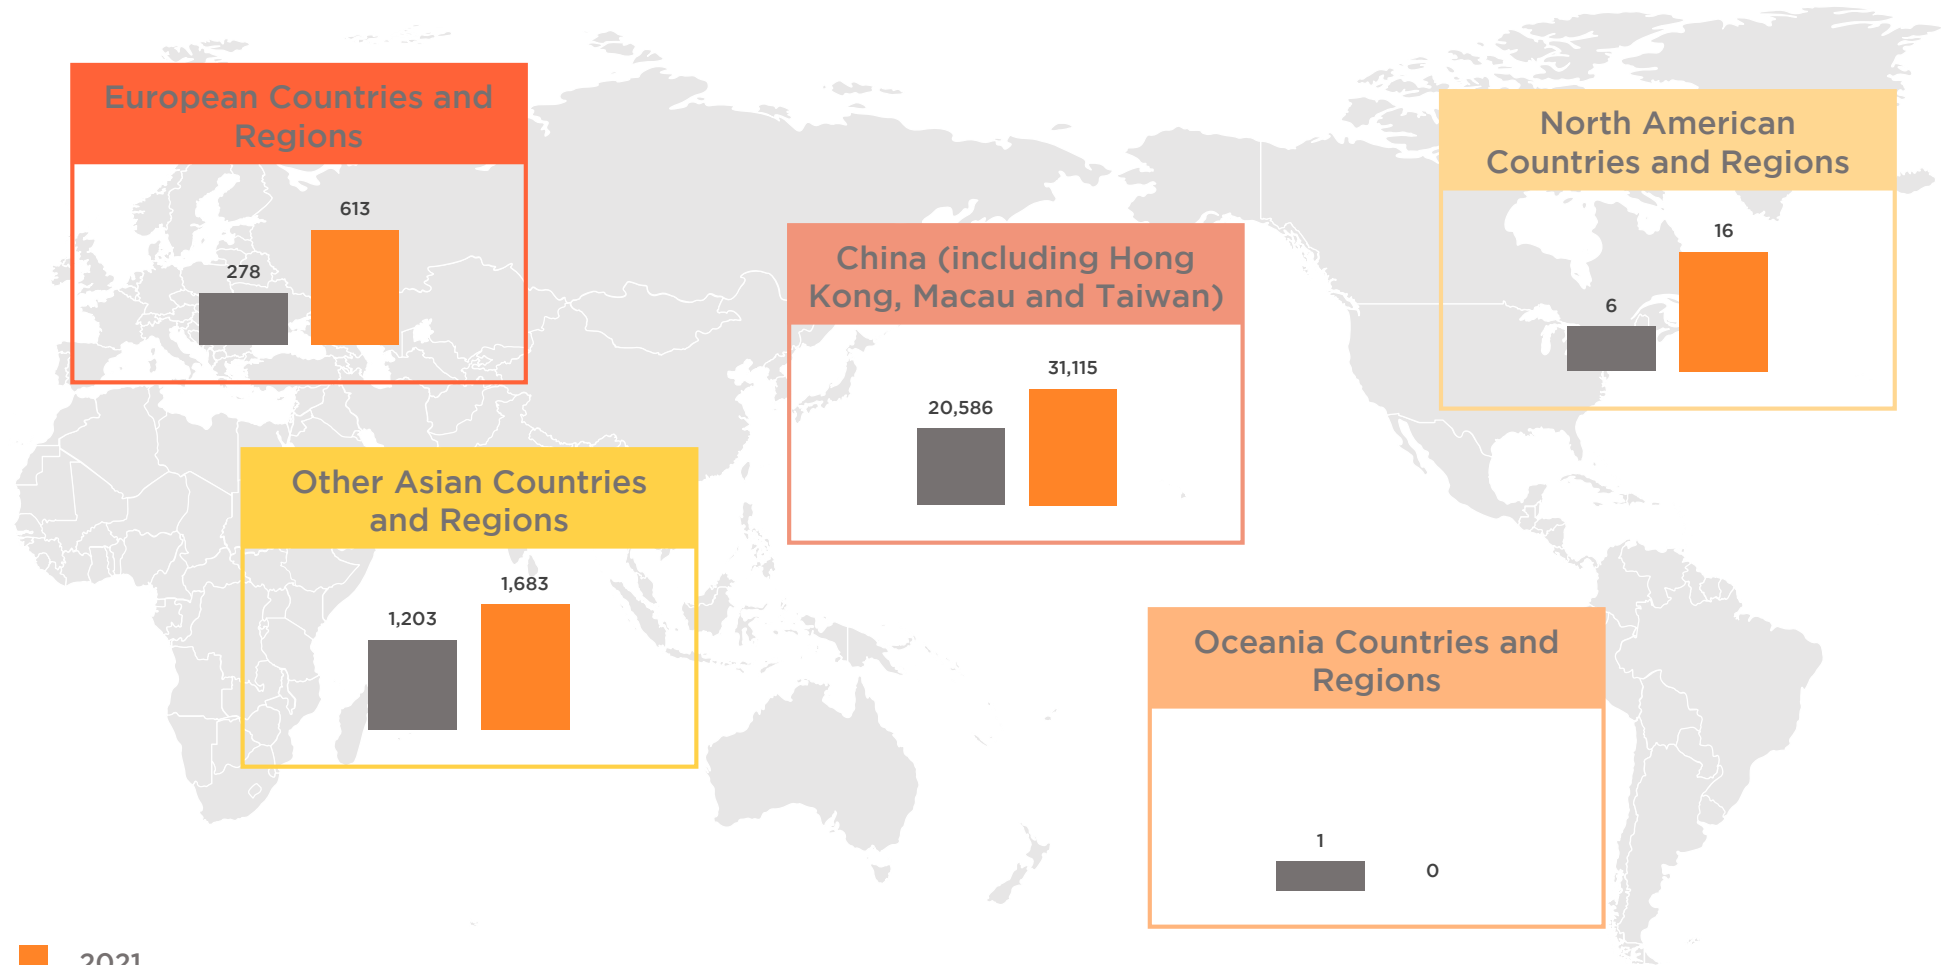 European Countries and
Regions
613
278
North American
Countries and Regions
16
6
China (including Hong
Kong, Macau and Taiwan)
31,115
20,586
Other Asian Countries
and Regions
1,683
1,203
Oceania Countries and
Regions
1
0
2021